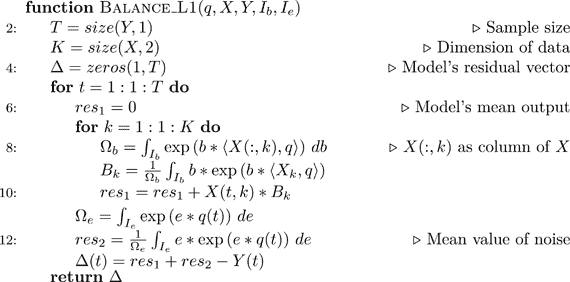 function BALANCE_L1(q, X, Y, I_b, I_e)
2: T = size(Y, 1) ▷ Sample size
K = size(X, 2) ▷ Dimension of data
4: Δ = zeros(1, T) ▷ Model's residual vector
for t = 1 : 1 : T do
6: res_1 = 0 ▷ Model's mean output
for k = 1 : 1 : K do
8: Ω_b = ∫_{I_b} exp (b * ⟨X(:, k), q⟩) db ▷ X(:, k) as column of X
B_k = \frac{1}{Ω_b} ∫_{I_b} b * exp (b * ⟨X_k, q⟩)
10: res_1 = res_1 + X(t, k) * B_k
Ω_e = ∫_{I_e} exp (e * q(t)) de
12: res_2 = \frac{1}{Ω_e} ∫_{I_e} e * exp (e * q(t)) de ▷ Mean value of noise
Δ(t) = res_1 + res_2 − Y(t)
return Δ